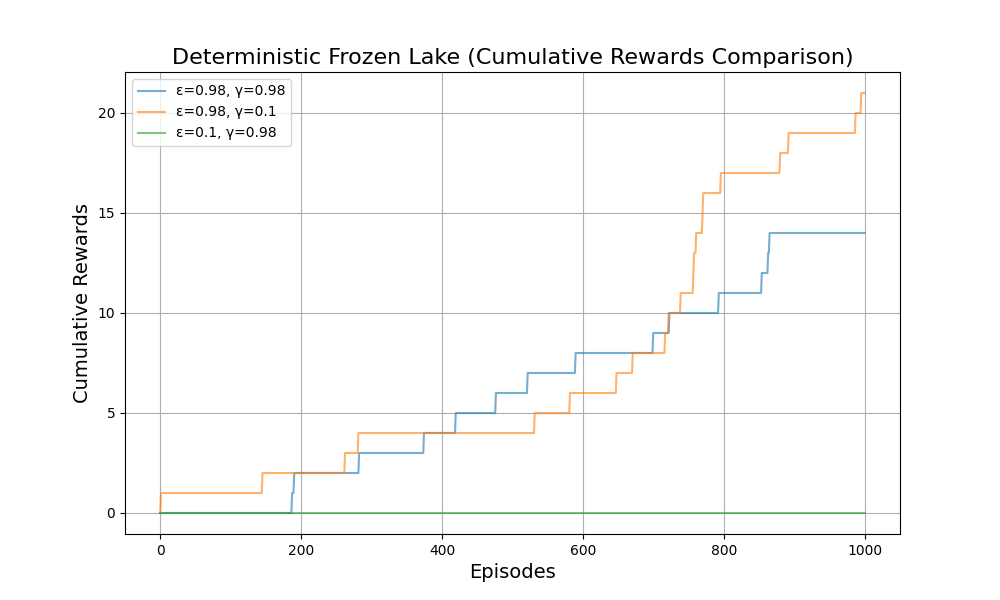 Deterministic Frozen Lake (Cumulative Rewards Comparison)
ε=0.98, γ=0.98
ε=0.98, γ=0.1
ε=0.1, γ=0.98
Cumulative Rewards
20
15
10
5
0
0 200 400 600 800 1000
Episodes